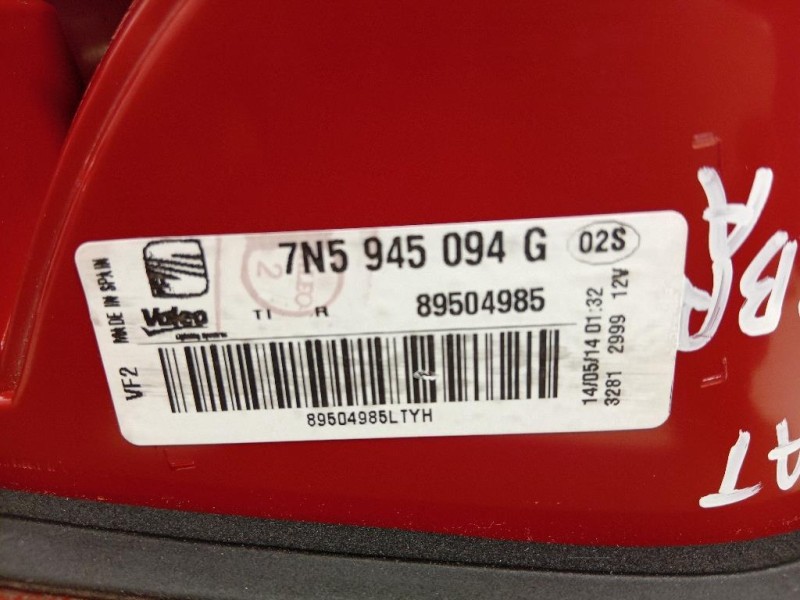 7N5 945 094 G 02S
MADE IN SPAIN
Valeo
TI R 89504985
VF2
89504985LTYH
14/05/14 01:32
3281 2999 12V